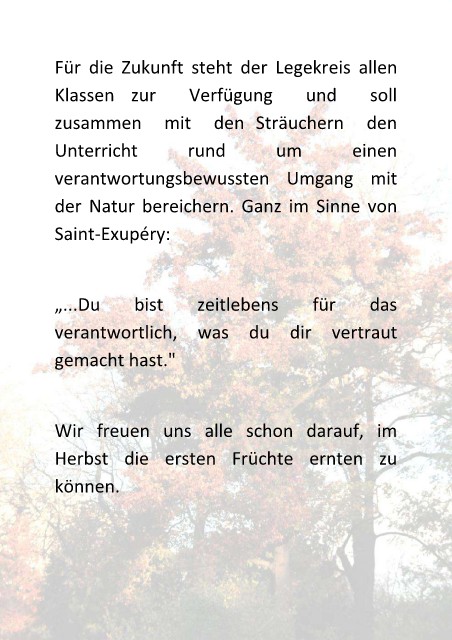 Für die Zukunft steht der Legekreis allen
Klassen zur Verfügung und soll
zusammen mit den Sträuchern den
Unterricht rund um einen
verantwortungsbewussten Umgang mit
der Natur bereichern. Ganz im Sinne von
Saint-Exupéry:
„...Du bist zeitlebens für das
verantwortlich, was du dir vertraut
gemacht hast."
Wir freuen uns alle schon darauf, im
Herbst die ersten Früchte ernten zu
können.